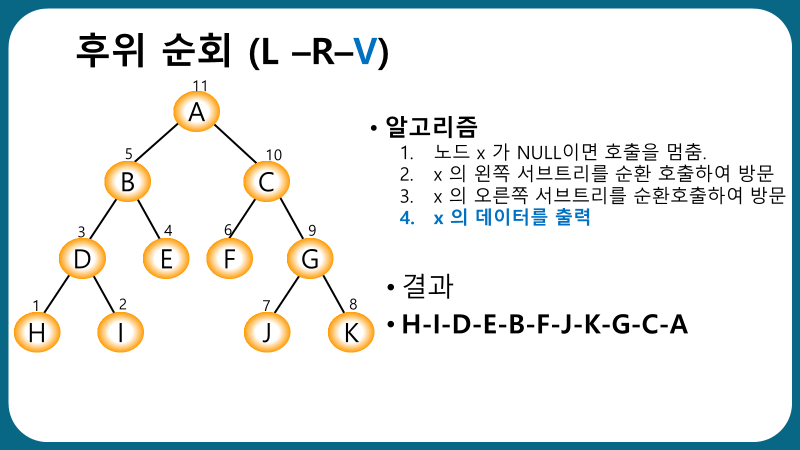 후위 순회 (L –R–V)
11
A
5
10
B
C
3
4
6
9
D
E
F
G
1
2
7
8
H
I
J
K
• 알고리즘
1. 노드 x 가 NULL이면 호출을 멈춤.
2. x 의 왼쪽 서브트리를 순환 호출하여 방문
3. x 의 오른쪽 서브트리를 순환호출하여 방문
4. x 의 데이터를 출력
• 결과
• H-I-D-E-B-F-J-K-G-C-A